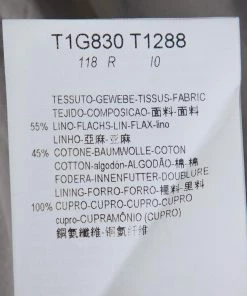 T1G830 T1288
118 R IO
TESSUTO-GEWEBE-TISSUS-FABRIC
TEJIDO-COMPOSICAO-面料-面料
55% LINO-FLACHS-LIN-FLAX-lino
LINHO-亞麻-亚麻
45% COTONE-BAUMWOLLE-COTON
COTTON-algodón-ALGODÃO-棉-棉
FODERA-INNENFUTTER-DOUBLURE
LINING-FORRO-FORRO-裡料-里料
100% CUPRO-CUPRO-CUPRO-CUPRO
cupro-CUPRAMÔNIO (CUPRO)
銅氨纖維-铜氨纤维